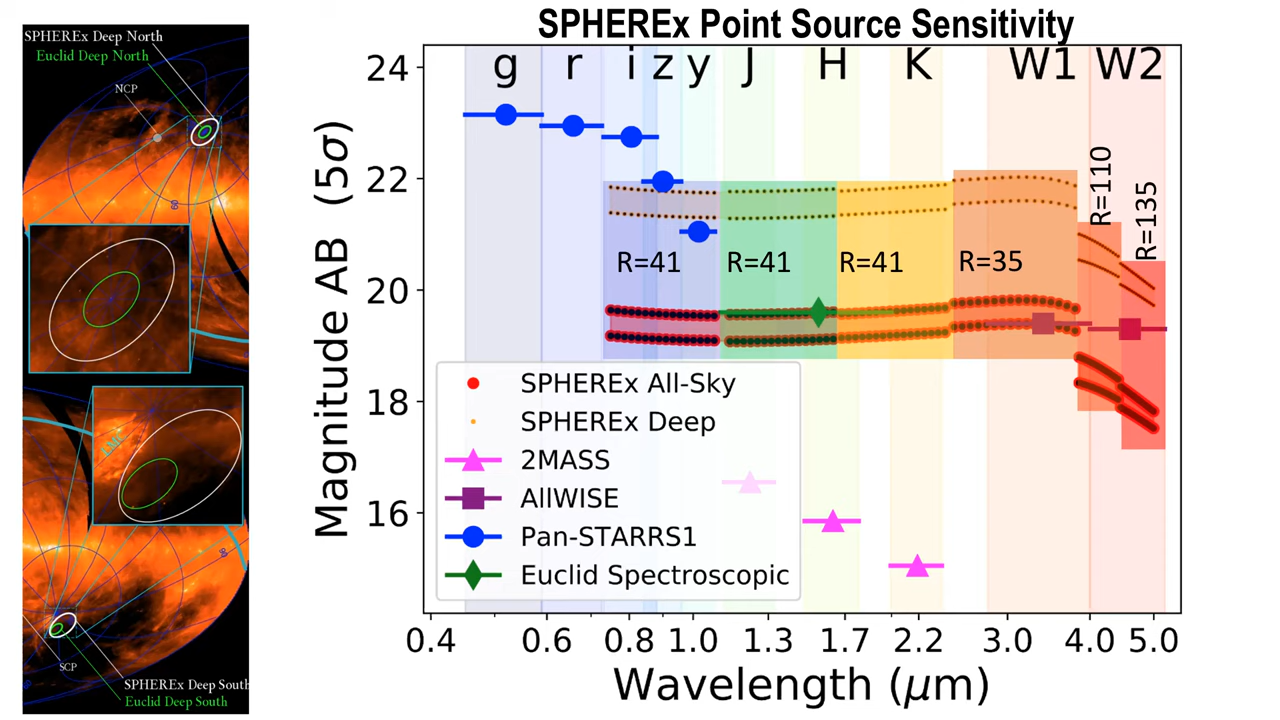 SPHEREx Deep North
Euclid Deep North
NCP
60
LMC
90
SCP
SPHEREx Deep South
Euclid Deep South
SPHEREx Point Source Sensitivity
g r i z y J H K W1 W2
24
22
20
18
16
Magnitude AB (5σ)
R=41
R=41
R=41
R=35
R=110
R=135
SPHEREx All-Sky
SPHEREx Deep
2MASS
AllWISE
Pan-STARRS1
Euclid Spectroscopic
0.4 0.6 0.8 1.0 1.3 1.7 2.2 3.0 4.0 5.0
Wavelength (μm)